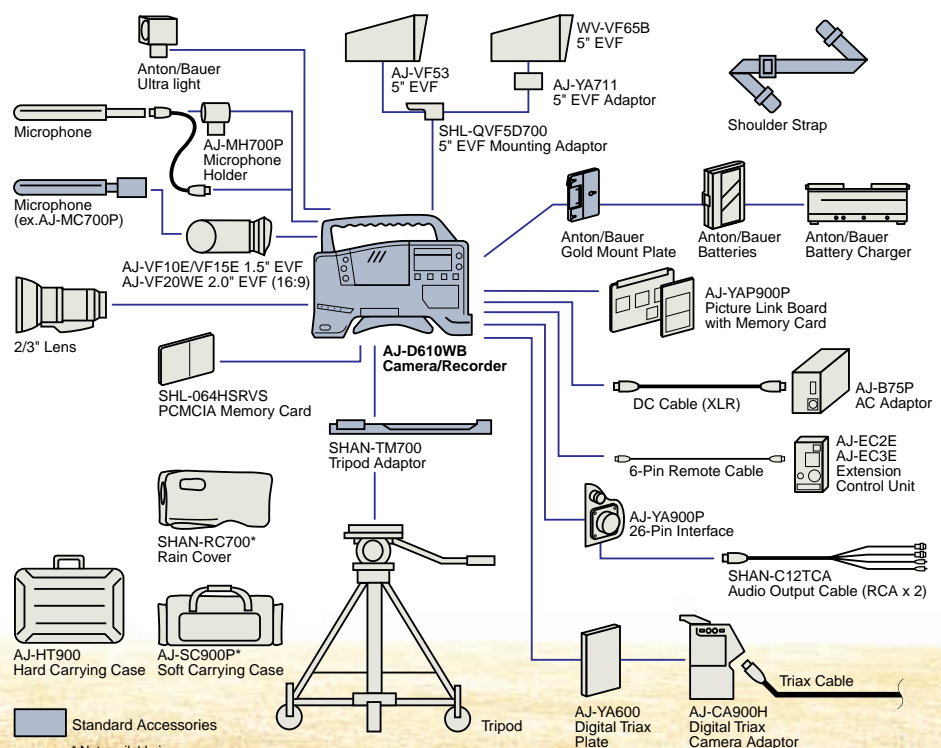 WV-VF65B
5" EVF
AJ-VF53
5" EVF
AJ-YA711
5" EVF Adaptor
Anton/Bauer
Ultra light
Shoulder Strap
Microphone
AJ-MH700P
Microphone
Holder
SHL-QVF5D700
5" EVF Mounting Adaptor
Microphone
(ex.AJ-MC700P)
Anton/Bauer
Gold Mount Plate
Anton/Bauer
Batteries
Anton/Bauer
Battery Charger
AJ-VF10E/VF15E 1.5" EVF
AJ-VF20WE 2.0" EVF (16:9)
AJ-YAP900P
Picture Link Board
with Memory Card
2/3" Lens
AJ-D610WB
Camera/Recorder
SHL-064HSRVS
PCMCIA Memory Card
DC Cable (XLR)
AJ-B75P
AC Adaptor
SHAN-TM700
Tripod Adaptor
6-Pin Remote Cable
AJ-EC2E
AJ-EC3E
Extension
Control Unit
AJ-YA900P
26-Pin Interface
SHAN-RC700*
Rain Cover
SHAN-C12TCA
Audio Output Cable (RCA x 2)
AJ-HT900
Hard Carrying Case
AJ-SC900P*
Soft Carrying Case
Triax Cable
Standard Accessories
Tripod
AJ-YA600
Digital Triax
Plate
AJ-CA900H
Digital Triax
Camera Adaptor